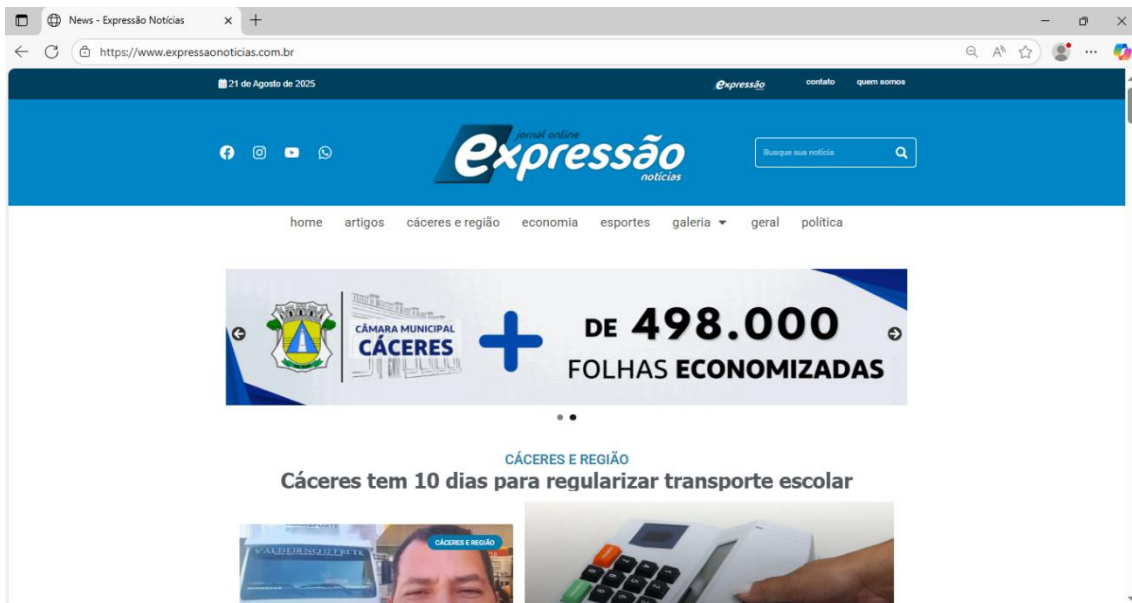 News - Expressão Notícias
https://www.expressaonoticias.com.br
21 de Agosto de 2025
expressão contato quem somos
jornal online
expressão
notícias
Busque sua notícia
home artigos cáceres e região economia esportes galeria geral política
CÂMARA MUNICIPAL
CÁCERES
+
DE 498.000
FOLHAS ECONOMIZADAS
CÁCERES E REGIÃO
Cáceres tem 10 dias para regularizar transporte escolar
CÁCERES E REGIÃO